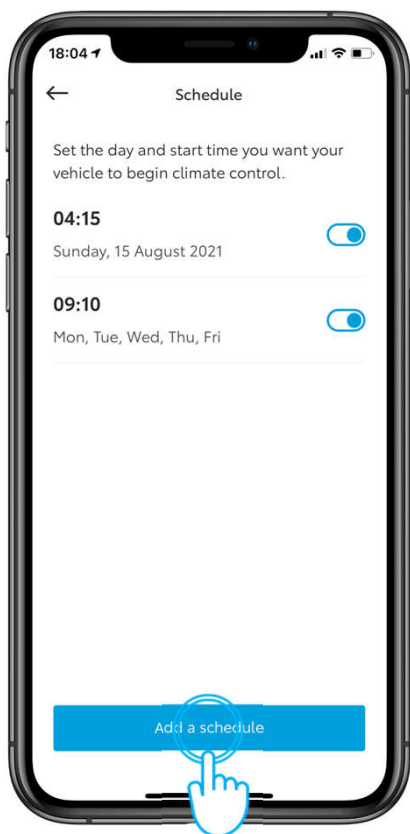 18:04
Schedule
Set the day and start time you want your
vehicle to begin climate control.
04:15
Sunday, 15 August 2021
09:10
Mon, Tue, Wed, Thu, Fri
Add a schedule